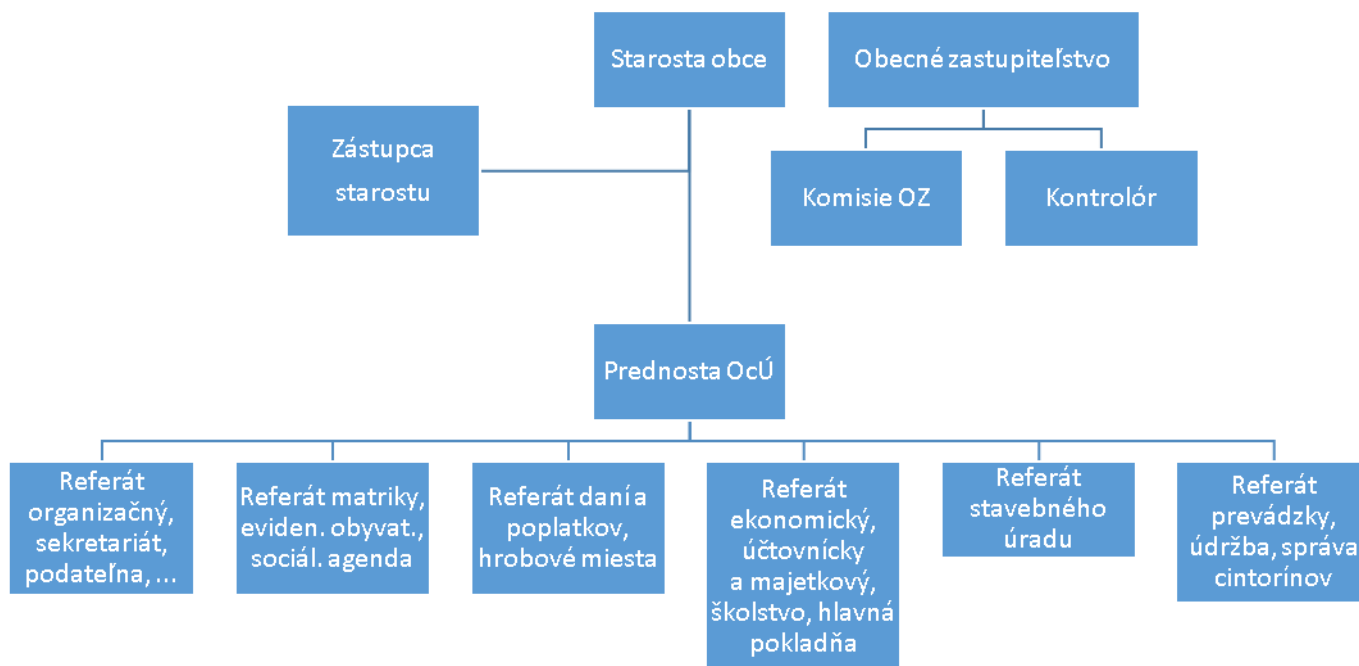 Starosta obce
Obecné zastupiteľstvo
Zástupca
starostu
Komisie OZ
Kontrolór
Prednosta OcÚ
Referát
organizačný,
sekretariát,
podateľna, ...
Referát matriky,
eviden. obyvat.,
sociál. agenda
Referát daní a
poplatkov,
hrobové miesta
Referát
ekonomický,
účtovnícky
a majetkový,
školstvo, hlavná
pokladňa
Referát
stavebného
úradu
Referát
prevádzky,
údržba, správa
cintorínov